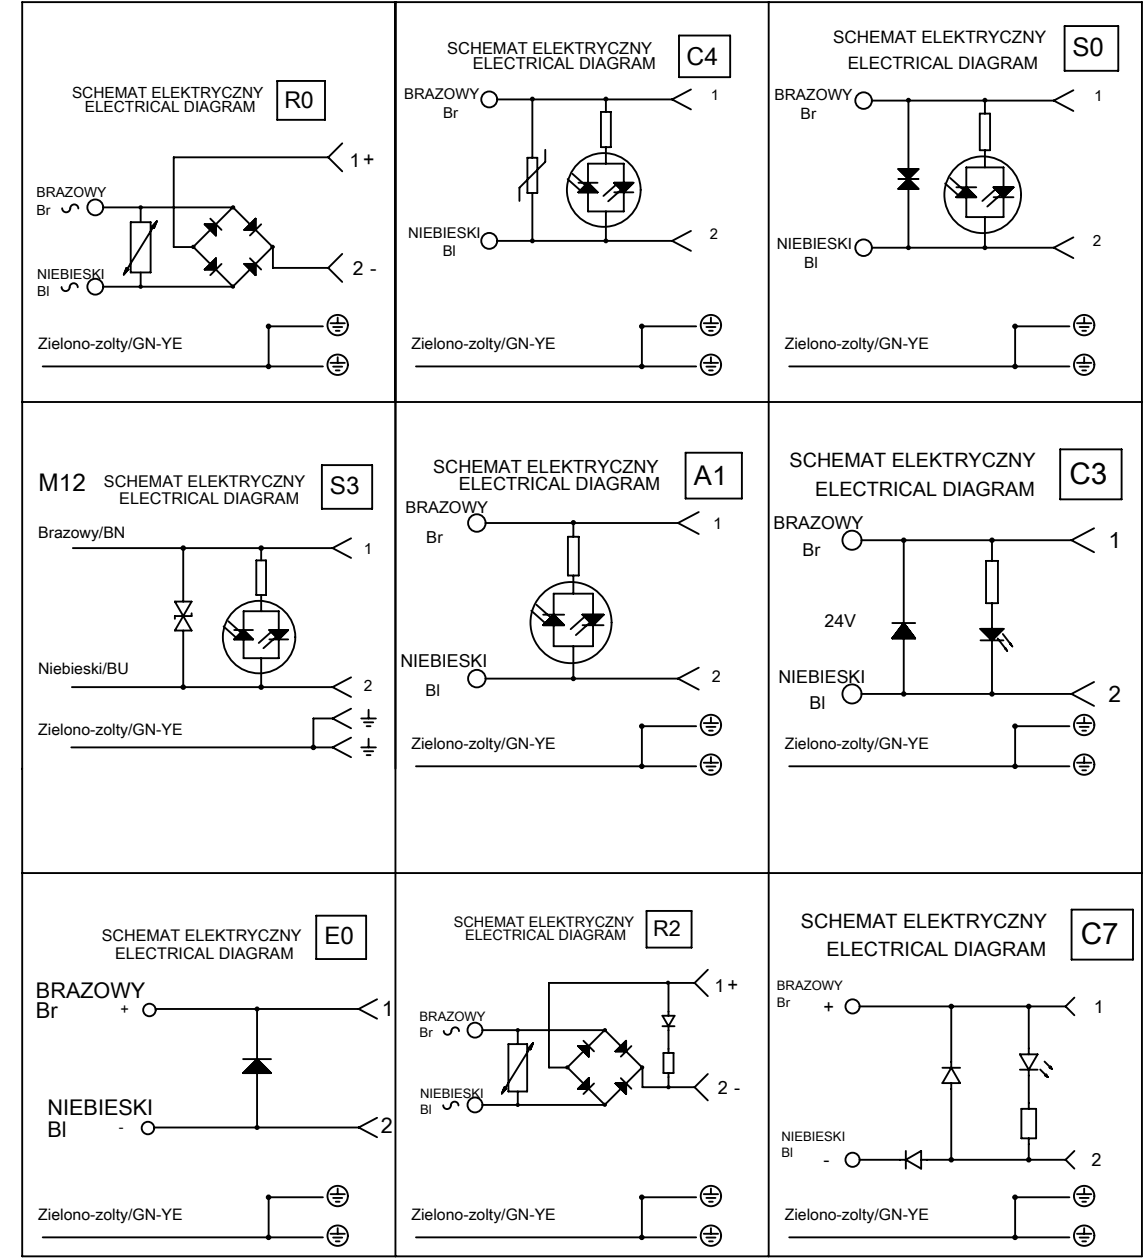 SCHEMAT ELEKTRYCZNY
ELECTRICAL DIAGRAM
R0
1 +
BRAZOWY
Br
NIEBIESKI
Bl
2 -
Zielono-zolty/GN-YE
SCHEMAT ELEKTRYCZNY
ELECTRICAL DIAGRAM
C4
BRAZOWY
Br
1
NIEBIESKI
Bl
2
Zielono-zolty/GN-YE
SCHEMAT ELEKTRYCZNY
ELECTRICAL DIAGRAM
S0
BRAZOWY
Br
1
NIEBIESKI
Bl
2
Zielono-zolty/GN-YE
M12
SCHEMAT ELEKTRYCZNY
ELECTRICAL DIAGRAM
S3
Brazowy/BN
1
Niebieski/BU
2
Zielono-zolty/GN-YE
SCHEMAT ELEKTRYCZNY
ELECTRICAL DIAGRAM
A1
BRAZOWY
Br
1
NIEBIESKI
Bl
2
Zielono-zolty/GN-YE
SCHEMAT ELEKTRYCZNY
ELECTRICAL DIAGRAM
C3
BRAZOWY
Br
1
24V
NIEBIESKI
Bl
2
Zielono-zolty/GN-YE
SCHEMAT ELEKTRYCZNY
ELECTRICAL DIAGRAM
E0
BRAZOWY
Br +
1
NIEBIESKI
Bl -
2
Zielono-zolty/GN-YE
SCHEMAT ELEKTRYCZNY
ELECTRICAL DIAGRAM
R2
1 +
BRAZOWY
Br
NIEBIESKI
Bl
2 -
Zielono-zolty/GN-YE
SCHEMAT ELEKTRYCZNY
ELECTRICAL DIAGRAM
C7
BRAZOWY
Br +
1
NIEBIESKI
Bl -
2
Zielono-zolty/GN-YE